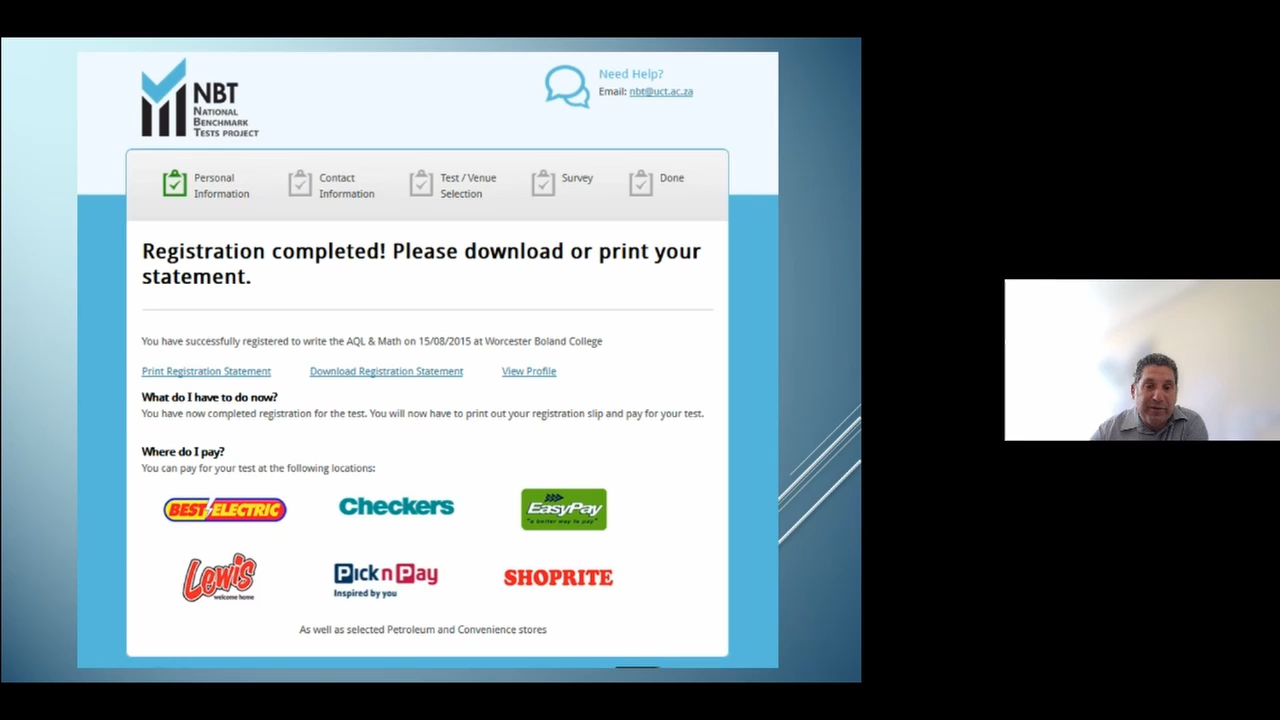 NBT
NATIONAL
BENCHMARK
TESTS PROJECT
Need Help?
Email: nbt@uct.ac.za
Personal
Information
Contact
Information
Test / Venue
Selection
Survey
Done
Registration completed! Please download or print your
statement.
You have successfully registered to write the AQL & Math on 15/08/2015 at Worcester Boland College
Print Registration Statement
Download Registration Statement
View Profile
What do I have to do now?
You have now completed registration for the test. You will now have to print out your registration slip and pay for your test.
Where do I pay?
You can pay for your test at the following locations:
BEST ELECTRIC
Checkers
EasyPay
"a better way to pay"
Lewis
welcome home
Pick n Pay
Inspired by you
SHOPRITE
As well as selected Petroleum and Convenience stores